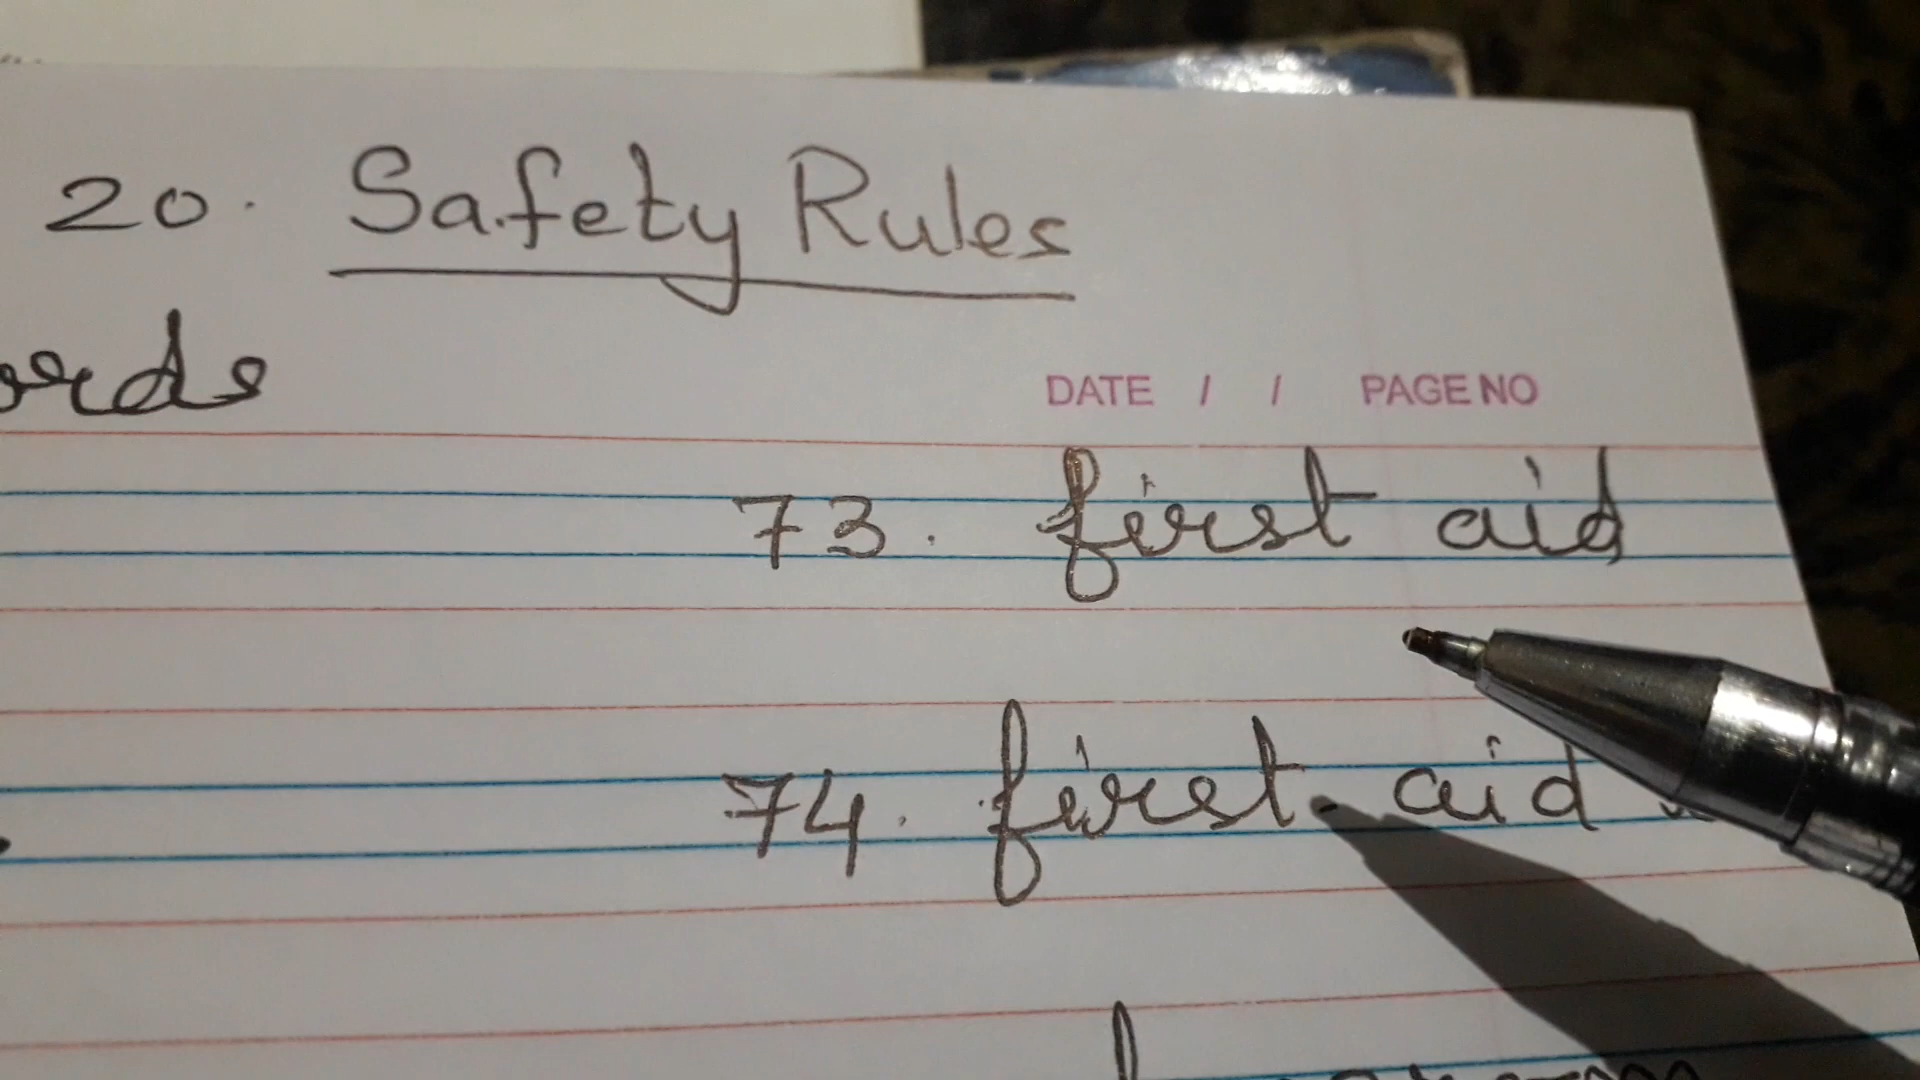 20. Safety Rules
DATE / / PAGE NO
73. first aid
74. first aid